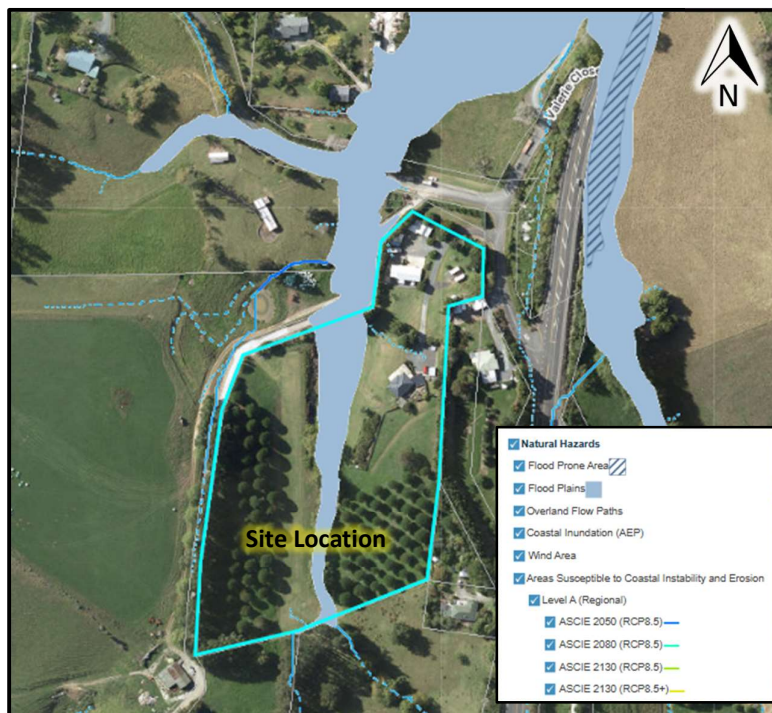 N
Valerie Clos
Site Location
Natural Hazards
Flood Prone Area
Flood Plains
Overland Flow Paths
Coastal Inundation (AEP)
Wind Area
Areas Susceptible to Coastal Instability and Erosion
Level A (Regional)
ASCIE 2050 (RCP8.5)
ASCIE 2080 (RCP8.5)
ASCIE 2130 (RCP8.5)
ASCIE 2130 (RCP8.5+)